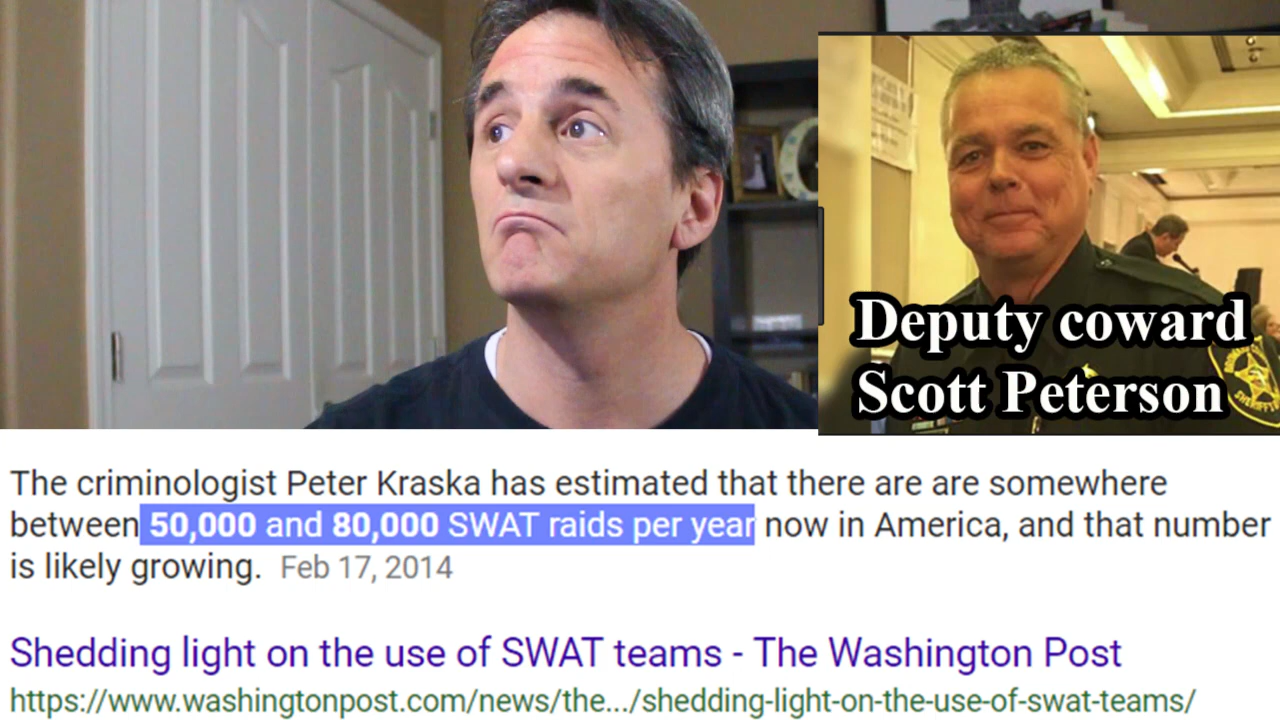 Deputy coward
Scott Peterson
The criminologist Peter Kraska has estimated that there are are somewhere
between 50,000 and 80,000 SWAT raids per year now in America, and that number
is likely growing. Feb 17, 2014
Shedding light on the use of SWAT teams - The Washington Post
https://www.washingtonpost.com/news/the.../shedding-light-on-the-use-of-swat-teams/